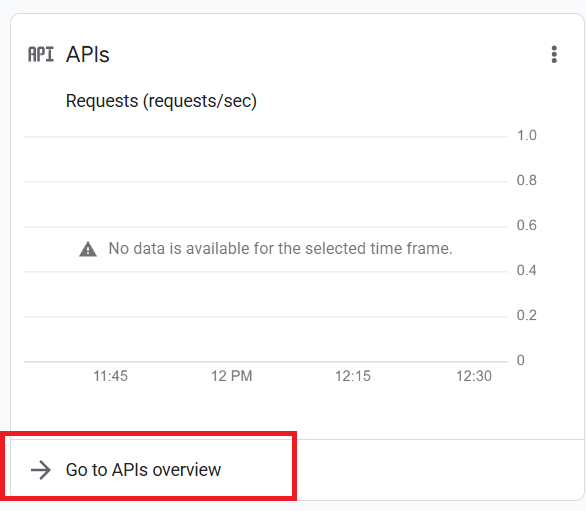 API APIs
Requests (requests/sec)
1.0
0.8
0.6
No data is available for the selected time frame.
0.4
0.2
0
11:45 12 PM 12:15 12:30
Go to APIs overview